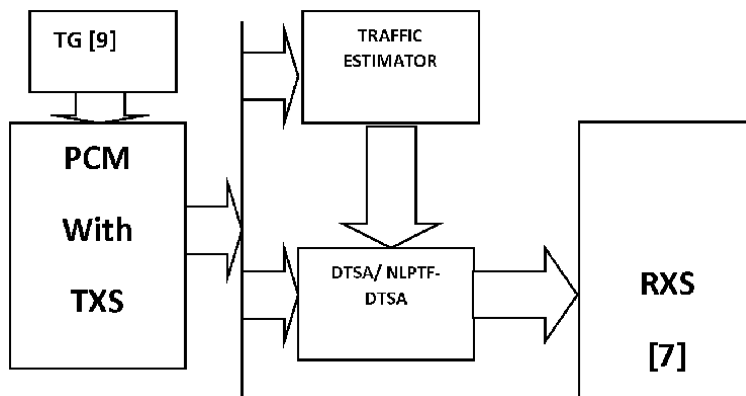 TG [9]
PCM
With
TXS
TRAFFIC
ESTIMATOR
DTSA/ NLPTF-
DTSA
RXS
[7]